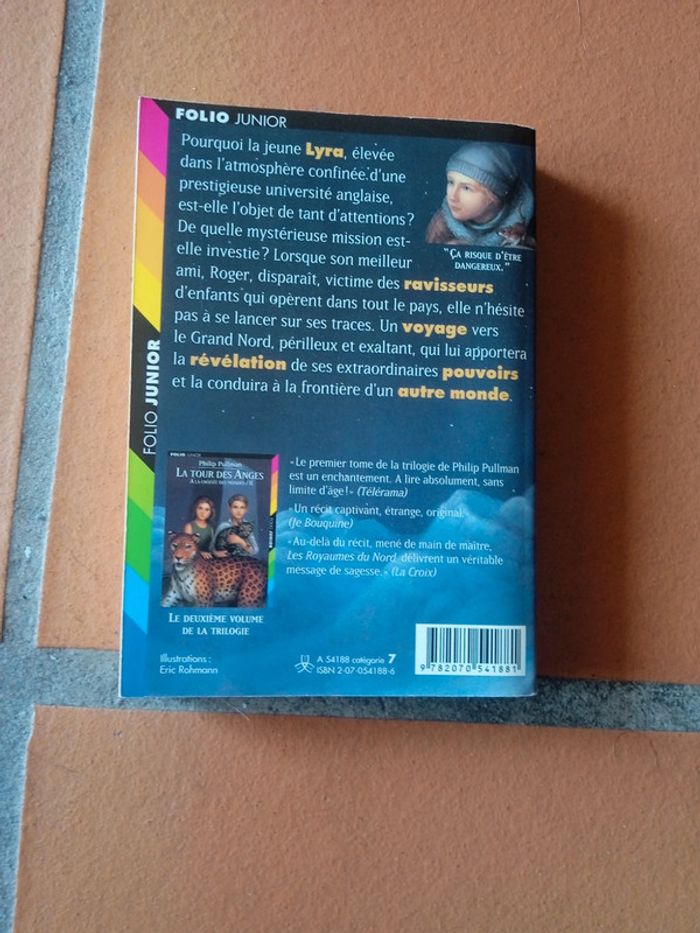 FOLIO JUNIOR
Pourquoi la jeune Lyra, élevée
dans l'atmosphère confinée d'une
prestigieuse université anglaise,
est-elle l'objet de tant d'attentions ?
De quelle mystérieuse mission est-
elle investie ? Lorsque son meilleur
ami, Roger, disparaît, victime des ravisseurs
d'enfants qui opèrent dans tout le pays, elle n'hésite
pas à se lancer sur ses traces. Un voyage vers
le Grand Nord, périlleux et exaltant, qui lui apportera
la révélation de ses extraordinaires pouvoirs
et la conduira à la frontière d'un autre monde.
"ÇA RISQUE D'ÊTRE
DANGEREUX."
FOLIO JUNIOR
FOLIO JUNIOR
Philip Pullman
LA TOUR DES ANGES
À LA CROISÉE DES MONDES / II
LE DEUXIÈME VOLUME
DE LA TRILOGIE
«Le premier tome de la trilogie de Philip Pullman
est un enchantement. A lire absolument, sans
limite d'âge!» (Télérama)
«Un récit captivant, étrange, original.»
(Je Bouquine)
«Au-delà du récit, mené de main de maître,
Les Royaumes du Nord délivrent un véritable
message de sagesse.» (La Croix)
Illustrations :
Eric Rohmann
A 54188 catégorie 7
ISBN 2-07-054188-6
9 782070 541881